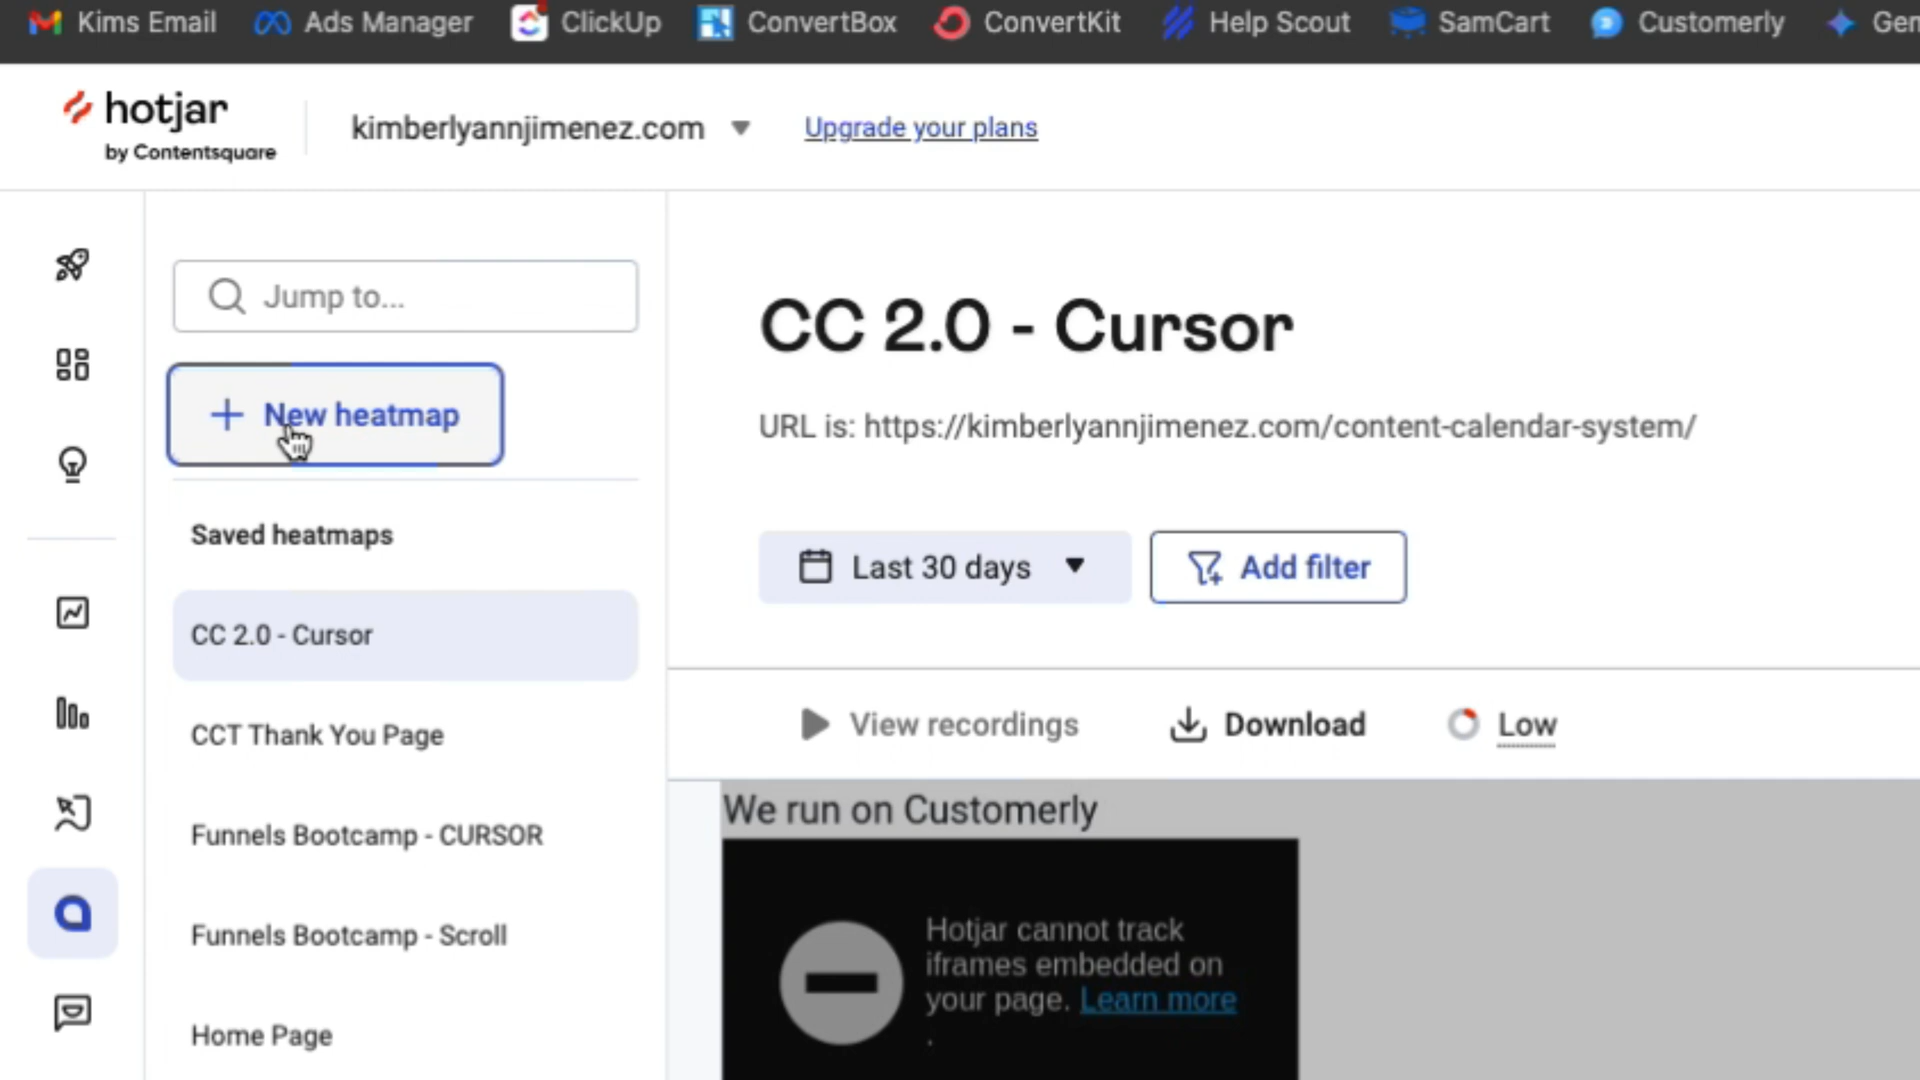 Kims Email Ads Manager ClickUp ConvertBox ConvertKit Help Scout SamCart Customerly
hotjar
by Contentsquare
kimberlyannjimenez.com
Upgrade your plans
Jump to...
New heatmap
Saved heatmaps
CC 2.0 - Cursor
CCT Thank You Page
Funnels Bootcamp - CURSOR
Funnels Bootcamp - Scroll
Home Page
CC 2.0 - Cursor
URL is: https://kimberlyannjimenez.com/content-calendar-system/
Last 30 days
Add filter
View recordings Download Low
We run on Customerly
Hotjar cannot track
iframes embedded on
your page. Learn more
.